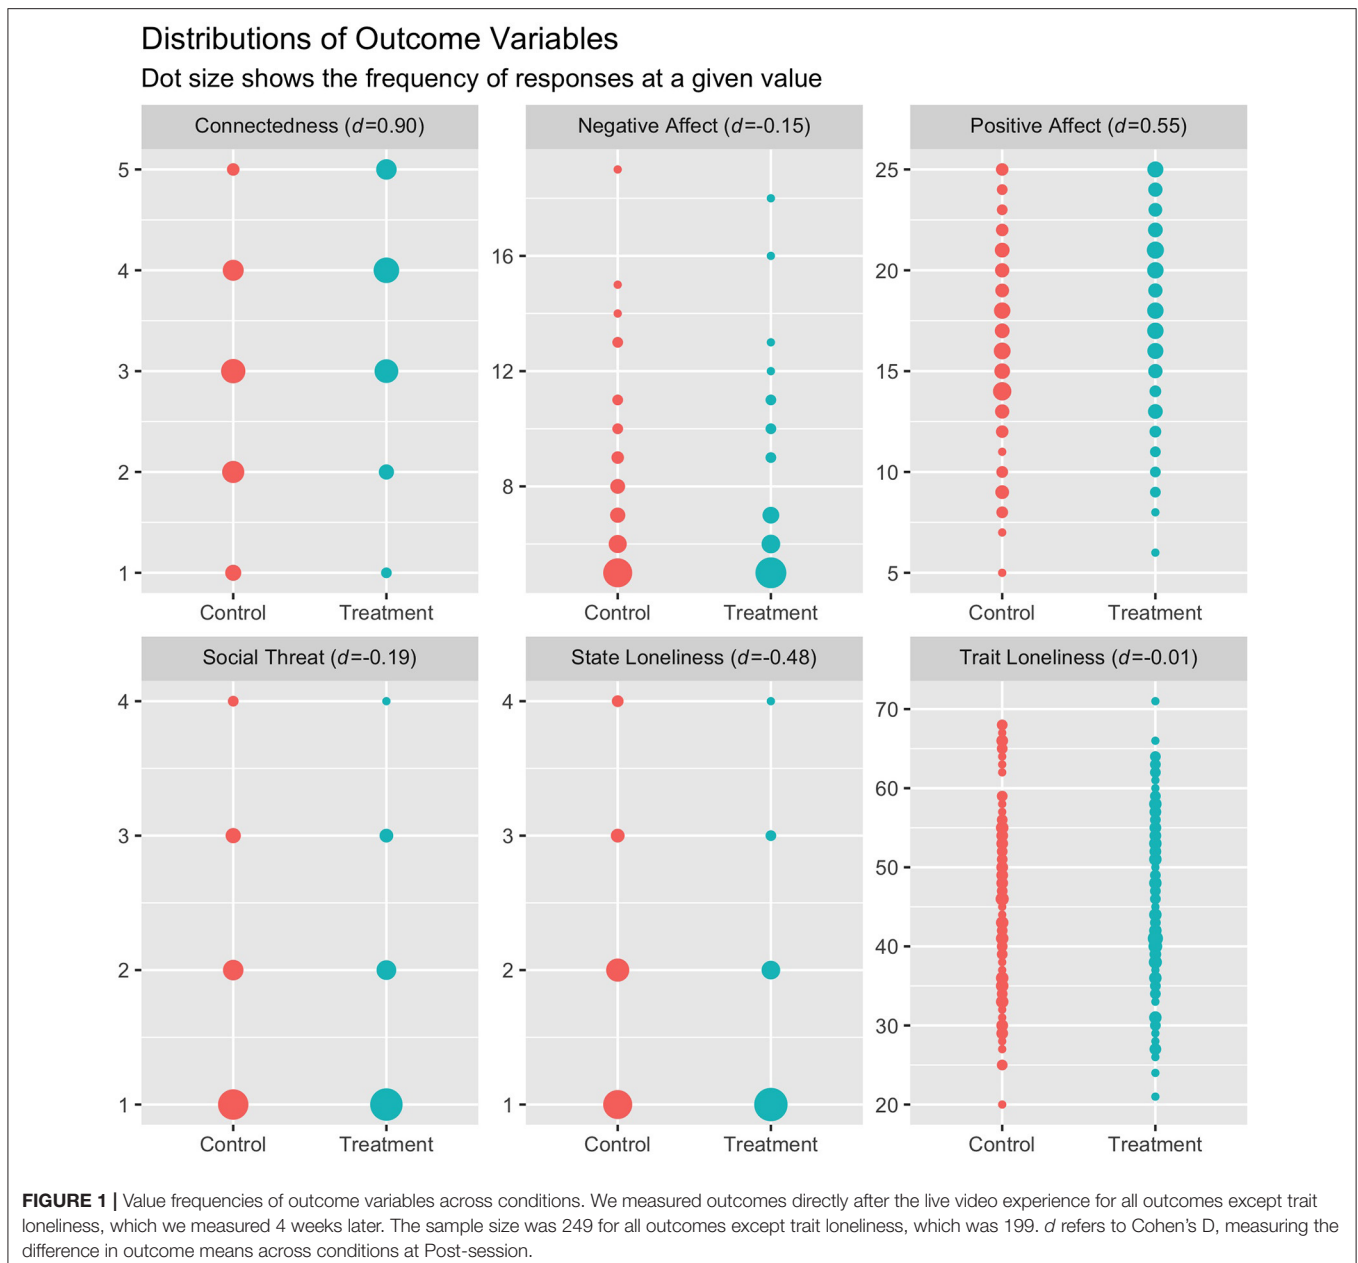 Distributions of Outcome Variables
Dot size shows the frequency of responses at a given value
Connectedness (d=0.90)
5
4
3
2
1
Control Treatment
Negative Affect (d=-0.15)
16
12
8
Control Treatment
Positive Affect (d=0.55)
25
20
15
10
5
Control Treatment
Social Threat (d=-0.19)
4
3
2
1
Control Treatment
State Loneliness (d=-0.48)
4
3
2
1
Control Treatment
Trait Loneliness (d=-0.01)
70
60
50
40
30
20
Control Treatment
FIGURE 1 | Value frequencies of outcome variables across conditions. We measured outcomes directly after the live video experience for all outcomes except trait
loneliness, which we measured 4 weeks later. The sample size was 249 for all outcomes except trait loneliness, which was 199. d refers to Cohen's D, measuring the
difference in outcome means across conditions at Post-session.